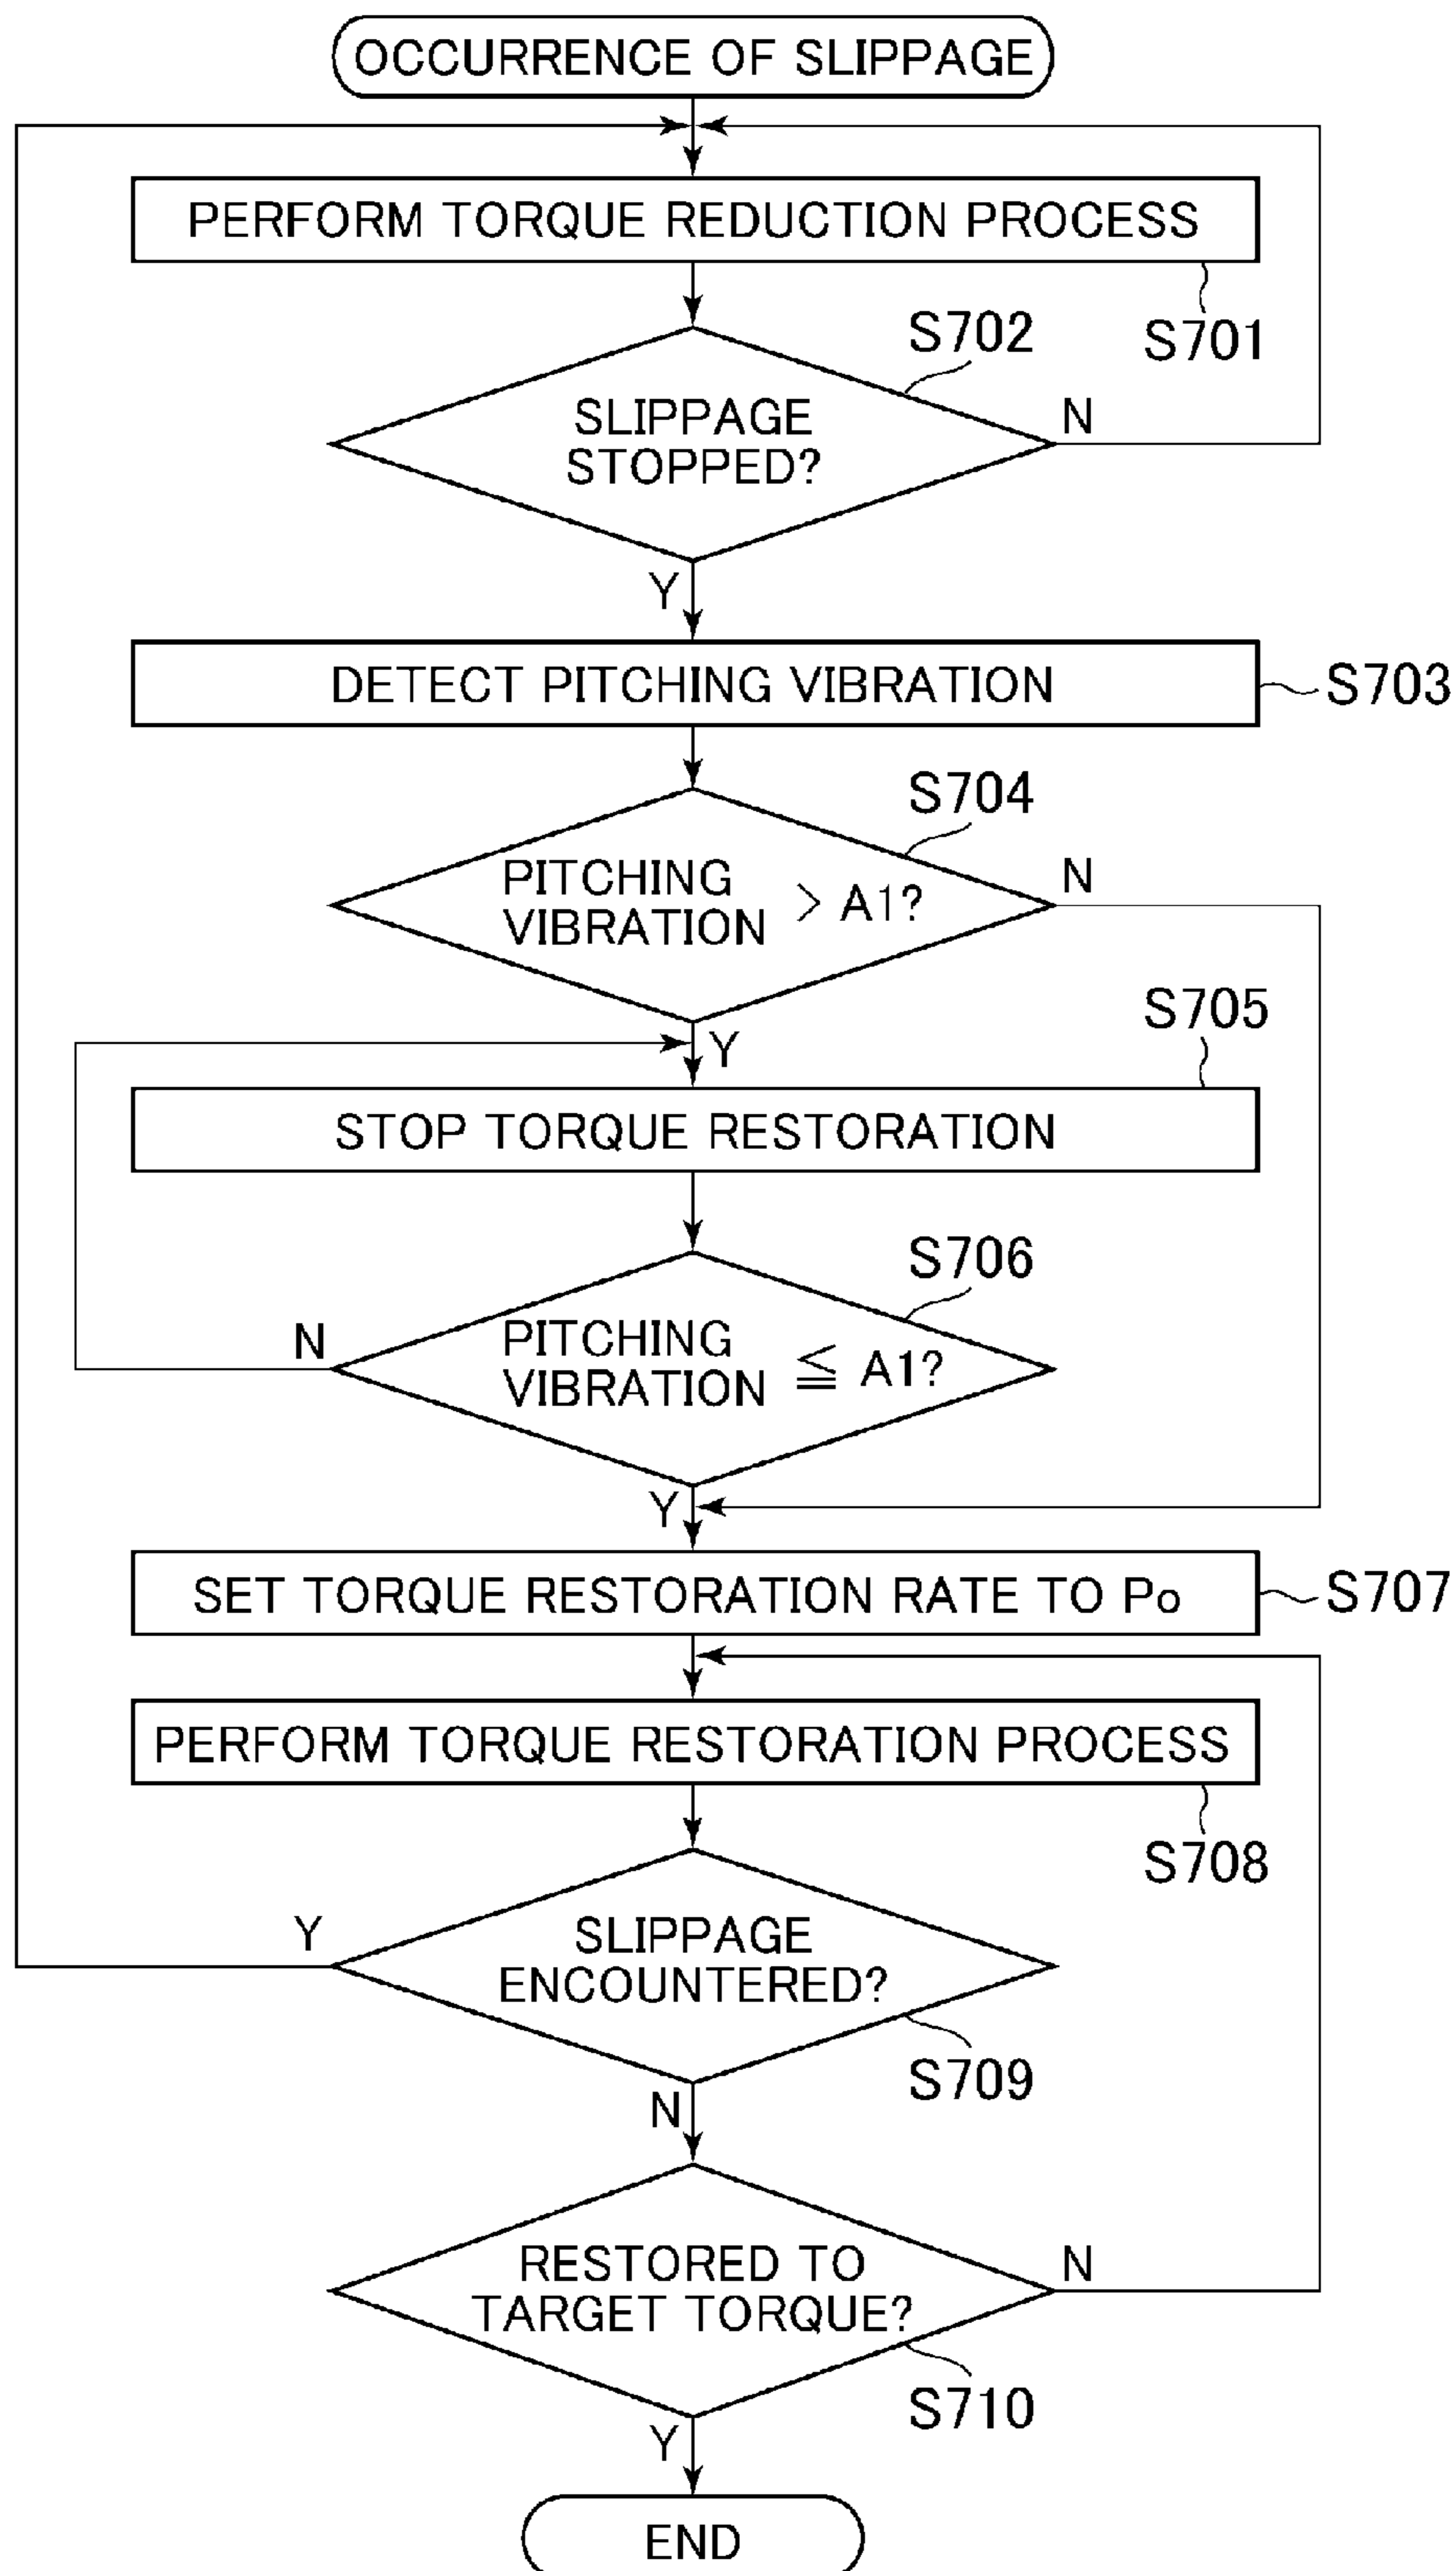 OCCURRENCE OF SLIPPAGE
PERFORM TORQUE REDUCTION PROCESS
S701
S702
SLIPPAGE
STOPPED?
N
Y
DETECT PITCHING VIBRATION
S703
S704
PITCHING
VIBRATION > A1?
N
Y
S705
STOP TORQUE RESTORATION
S706
PITCHING
VIBRATION ≦ A1?
N
Y
SET TORQUE RESTORATION RATE TO Po
S707
PERFORM TORQUE RESTORATION PROCESS
S708
SLIPPAGE
ENCOUNTERED?
Y
S709
N
RESTORED TO
TARGET TORQUE?
N
S710
Y
END